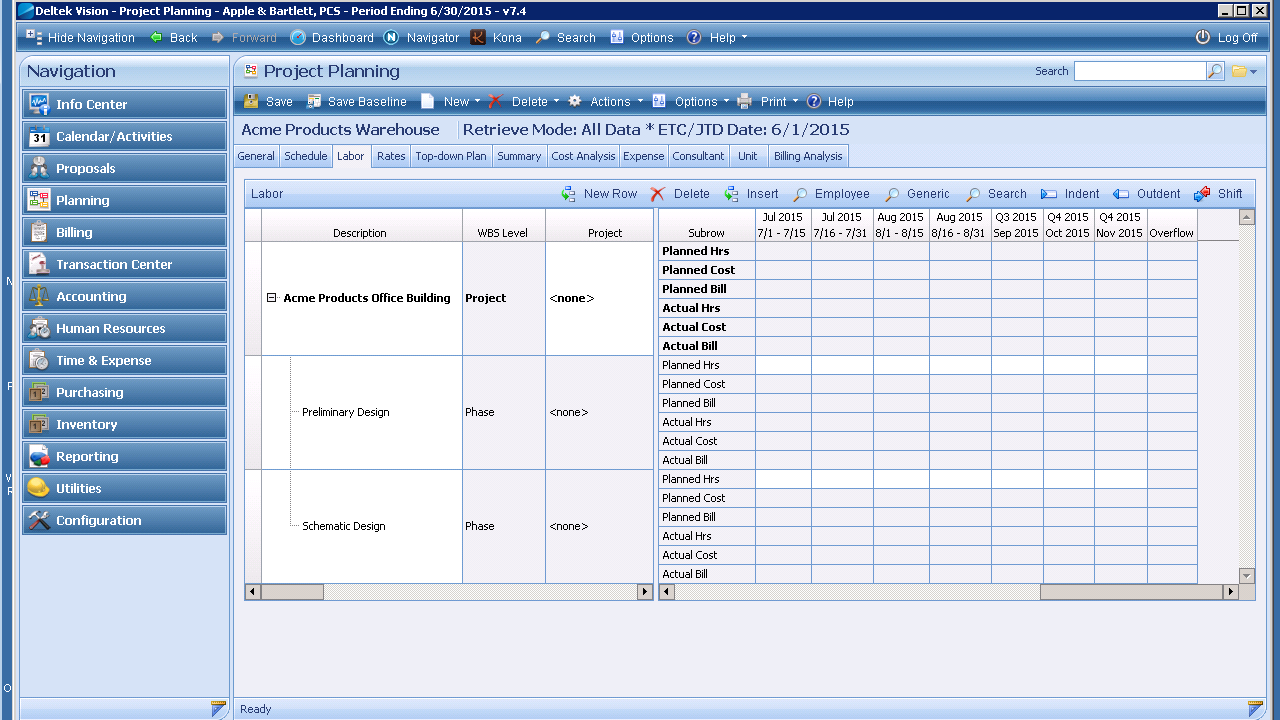 Deltek Vision - Project Planning - Apple & Bartlett, PCS - Period Ending 6/30/2015 - v7.4
Hide Navigation Back Forward Dashboard Navigator Kona Search Options Help Log Off
Navigation
Info Center
31 Calendar/Activities
Proposals
Planning
Billing
Transaction Center
Accounting
Human Resources
Time & Expense
Purchasing
Inventory
Reporting
Utilities
Configuration
Project Planning Search
Save Save Baseline New Delete Actions Options Print Help
Acme Products Warehouse Retrieve Mode: All Data * ETC/JTD Date: 6/1/2015
General Schedule Labor Rates Top-down Plan Summary Cost Analysis Expense Consultant Unit Billing Analysis
Labor New Row Delete Insert Employee Generic Search Indent Outdent Shift
Jul 2015 Jul 2015 Aug 2015 Aug 2015 Q3 2015 Q4 2015 Q4 2015
Description WBS Level Project Subrow 7/1 - 7/15 7/16 - 7/31 8/1 - 8/15 8/16 - 8/31 Sep 2015 Oct 2015 Nov 2015 Overflow
Acme Products Office Building Project <none>
Planned Hrs
Planned Cost
Planned Bill
Actual Hrs
Actual Cost
Actual Bill
Preliminary Design Phase <none>
Planned Hrs
Planned Cost
Planned Bill
Actual Hrs
Actual Cost
Actual Bill
Schematic Design Phase <none>
Planned Hrs
Planned Cost
Planned Bill
Actual Hrs
Actual Cost
Actual Bill
Ready